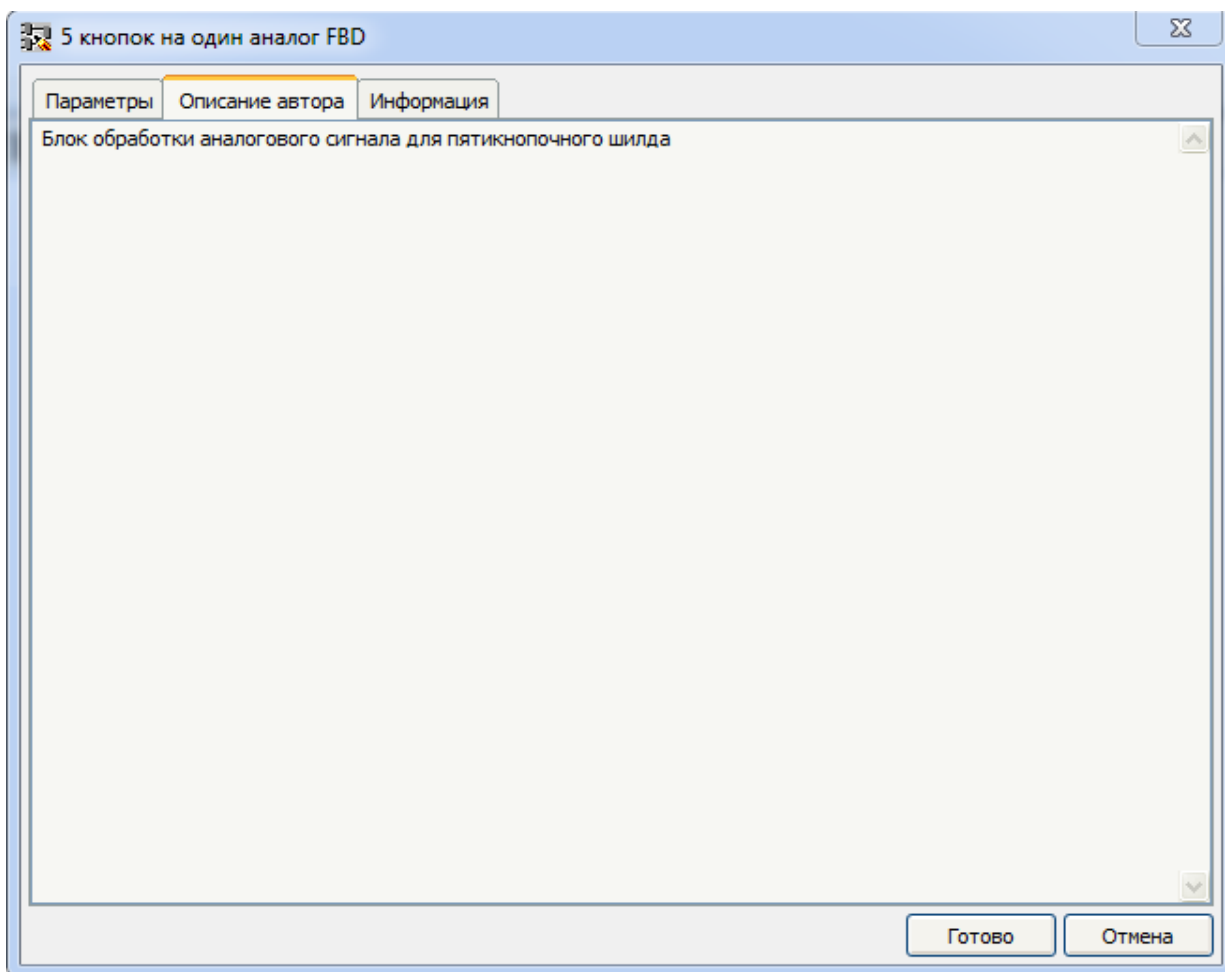 5 кнопок на один аналог FBD
Параметры Описание автора Информация
Блок обработки аналогового сигнала для пятикнопочного шилда
Готово Отмена